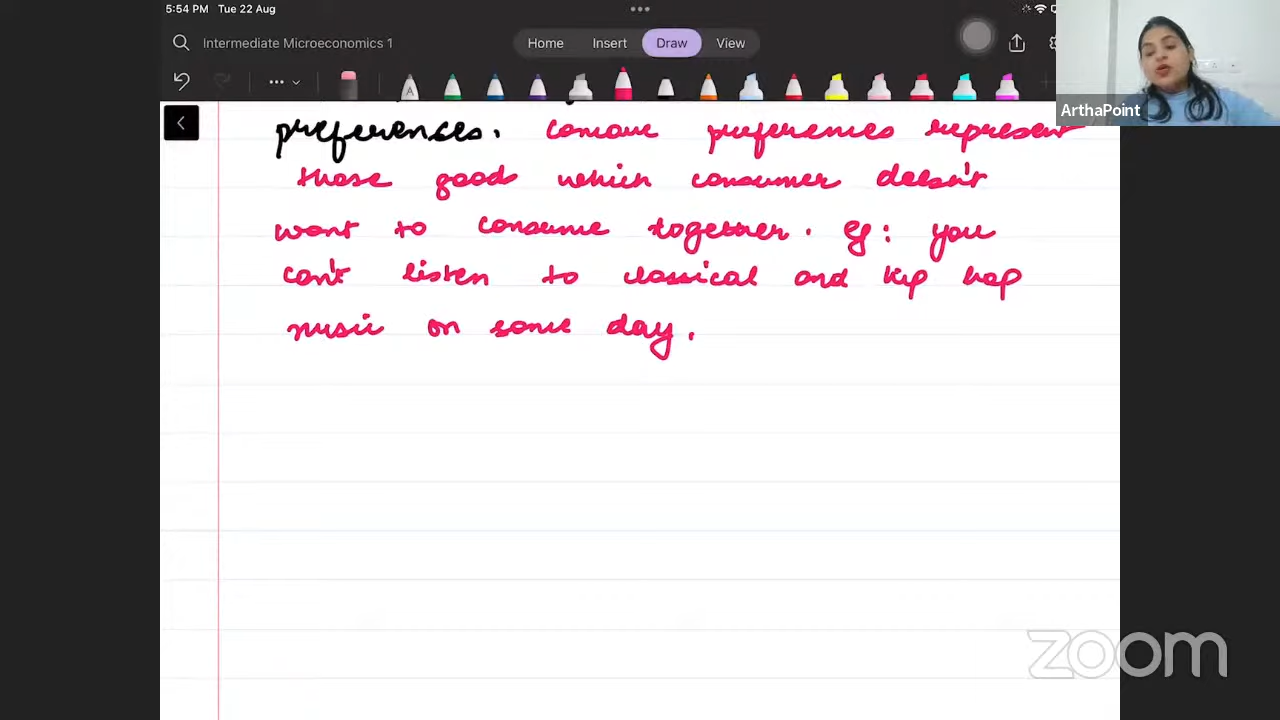 5:54 PM Tue 22 Aug
Intermediate Microeconomics 1
Home Insert Draw View
ArthaPoint
preferences. Concave preferences represent
those goods which consumer doesn't
want to consume together. Eg: you
can't listen to classical and hip hop
music on same day.
zoom